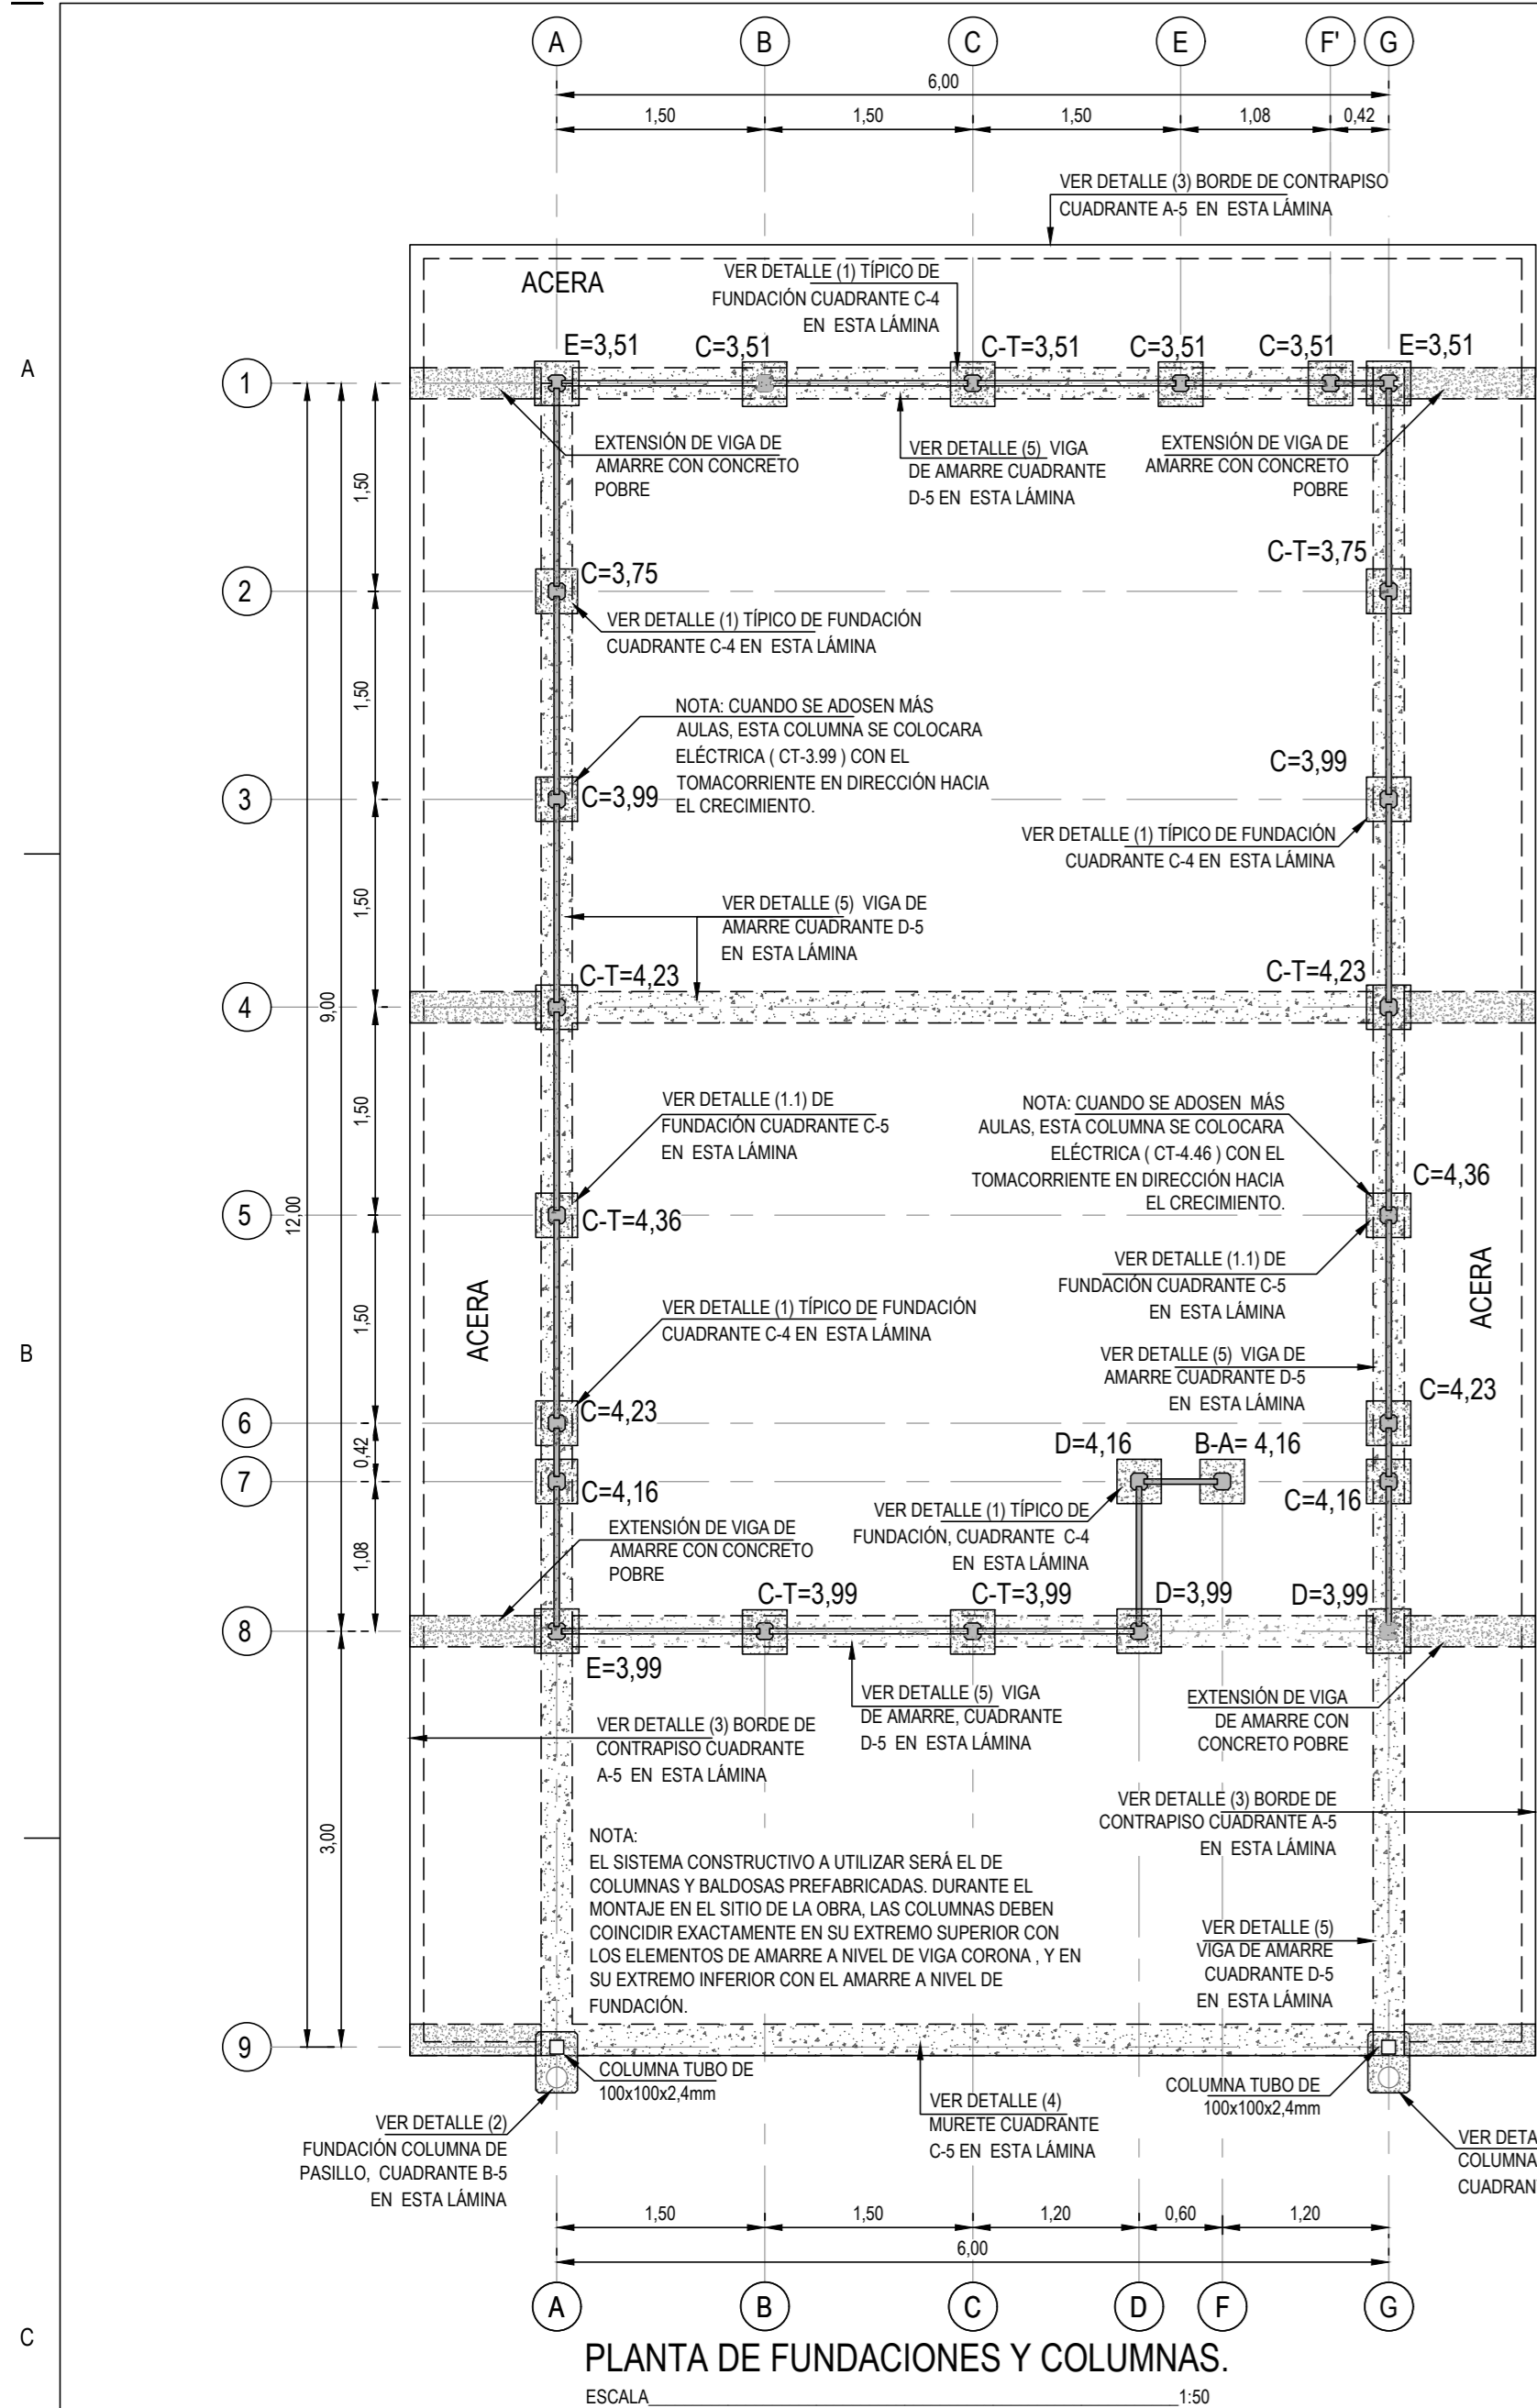 A B C E F' G
6,00
1,50 1,50 1,50 1,08 0,42
VER DETALLE (3) BORDE DE CONTRAPISO
CUADRANTE A-5 EN ESTA LÁMINA
ACERA
VER DETALLE (1) TÍPICO DE
FUNDACIÓN CUADRANTE C-4
EN ESTA LÁMINA
E=3,51 C=3,51 C-T=3,51 C=3,51 C=3,51 E=3,51
A
1
EXTENSIÓN DE VIGA DE
AMARRE CON CONCRETO
POBRE
VER DETALLE (5) VIGA
DE AMARRE CUADRANTE
D-5 EN ESTA LÁMINA
EXTENSIÓN DE VIGA DE
AMARRE CON CONCRETO
POBRE
1,50
C-T=3,75
2
C=3,75
VER DETALLE (1) TÍPICO DE FUNDACIÓN
CUADRANTE C-4 EN ESTA LÁMINA
1,50
NOTA: CUANDO SE ADOSEN MÁS
AULAS, ESTA COLUMNA SE COLOCARA
ELÉCTRICA ( CT-3.99 ) CON EL
TOMACORRIENTE EN DIRECCIÓN HACIA
EL CRECIMIENTO.
C=3,99
3
C=3,99
VER DETALLE (1) TÍPICO DE FUNDACIÓN
CUADRANTE C-4 EN ESTA LÁMINA
1,50
VER DETALLE (5) VIGA DE
AMARRE CUADRANTE D-5
EN ESTA LÁMINA
C-T=4,23 C-T=4,23
4
9,00
1,50
VER DETALLE (1.1) DE
FUNDACIÓN CUADRANTE C-5
EN ESTA LÁMINA
NOTA: CUANDO SE ADOSEN MÁS
AULAS, ESTA COLUMNA SE COLOCARA
ELÉCTRICA ( CT-4.46 ) CON EL
TOMACORRIENTE EN DIRECCIÓN HACIA
EL CRECIMIENTO.
C=4,36
5
12,00
C-T=4,36
VER DETALLE (1.1) DE
FUNDACIÓN CUADRANTE C-5
EN ESTA LÁMINA
ACERA
ACERA
1,50
VER DETALLE (1) TÍPICO DE FUNDACIÓN
CUADRANTE C-4 EN ESTA LÁMINA
B
VER DETALLE (5) VIGA DE
AMARRE CUADRANTE D-5
EN ESTA LÁMINA
C=4,23
6
C=4,23
0,42
D=4,16 B-A= 4,16
7
C=4,16
C=4,16
VER DETALLE (1) TÍPICO DE
FUNDACIÓN, CUADRANTE C-4
EN ESTA LÁMINA
EXTENSIÓN DE VIGA DE
AMARRE CON CONCRETO
POBRE
1,08
C-T=3,99 C-T=3,99 D=3,99 D=3,99
8
E=3,99
VER DETALLE (5) VIGA
DE AMARRE, CUADRANTE
D-5 EN ESTA LÁMINA
EXTENSIÓN DE VIGA
DE AMARRE CON
CONCRETO POBRE
VER DETALLE (3) BORDE DE
CONTRAPISO CUADRANTE
A-5 EN ESTA LÁMINA
VER DETALLE (3) BORDE DE
CONTRAPISO CUADRANTE A-5
EN ESTA LÁMINA
3,00
NOTA:
EL SISTEMA CONSTRUCTIVO A UTILIZAR SERÁ EL DE
COLUMNAS Y BALDOSAS PREFABRICADAS. DURANTE EL
MONTAJE EN EL SITIO DE LA OBRA, LAS COLUMNAS DEBEN
COINCIDIR EXACTAMENTE EN SU EXTREMO SUPERIOR CON
LOS ELEMENTOS DE AMARRE A NIVEL DE VIGA CORONA , Y EN
SU EXTREMO INFERIOR CON EL AMARRE A NIVEL DE
FUNDACIÓN.
VER DETALLE (5)
VIGA DE AMARRE
CUADRANTE D-5
EN ESTA LÁMINA
9
COLUMNA TUBO DE
100x100x2,4mm
COLUMNA TUBO DE
100x100x2,4mm
VER DETALLE (2)
FUNDACIÓN COLUMNA DE
PASILLO, CUADRANTE B-5
EN ESTA LÁMINA
VER DETALLE (4)
MURETE CUADRANTE
C-5 EN ESTA LÁMINA
VER DETA
COLUMNA
CUADRAN
1,50 1,50 1,20 0,60 1,20
6,00
A B C D F G
C
PLANTA DE FUNDACIONES Y COLUMNAS.
ESCALA 1:50